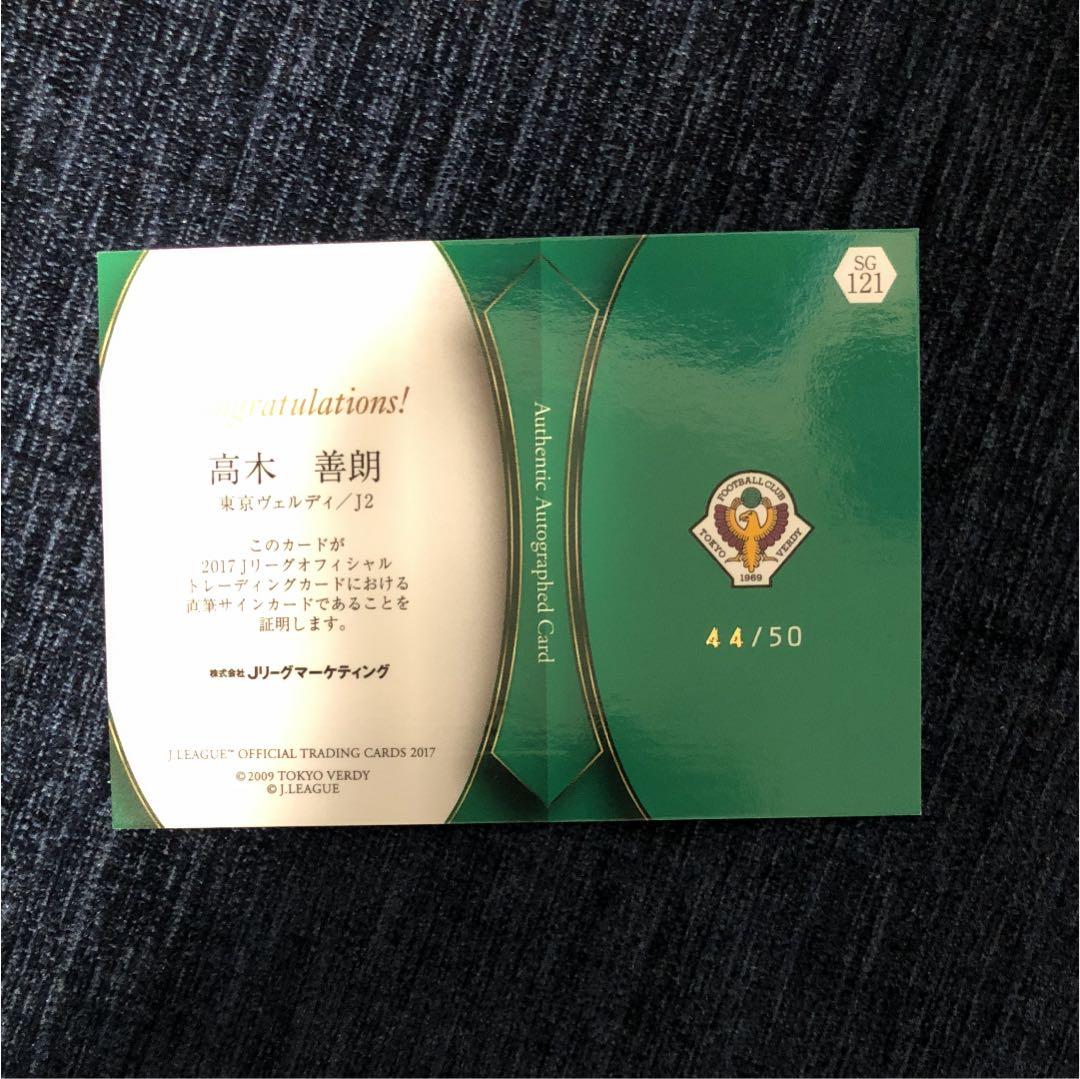 Congratulations!
高木　善朗
東京ヴェルディ／J2
このカードが
2017 Jリーグオフィシャル
トレーディングカードにおける
直筆サインカードであることを
証明します。
株式会社 Jリーグマーケティング
J.LEAGUE™ OFFICIAL TRADING CARDS 2017
©2009 TOKYO VERDY
© J.LEAGUE
Authentic Autographed Card
SG
121
FOOTBALL CLUB
TOKYO VERDY
1969
44/50